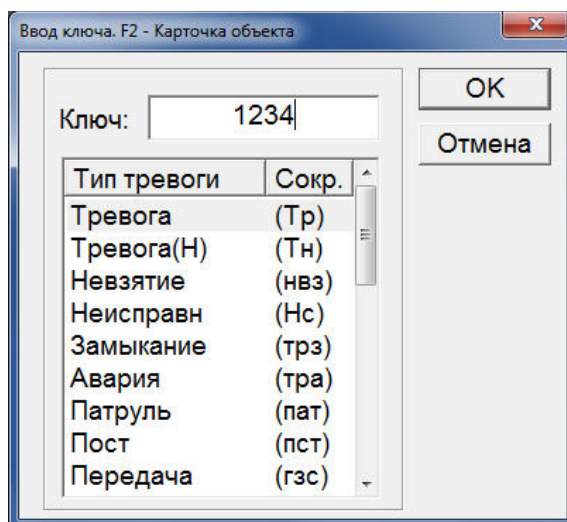 Ввод ключа. F2 - Карточка объекта
Ключ: 1234
OK
Отмена
Тип тревоги Сокр.
Тревога (Тр)
Тревога(Н) (Тн)
Невзятие (нвз)
Неисправн (Нс)
Замыкание (трз)
Авария (тра)
Патруль (пат)
Пост (пст)
Передача (гзс)